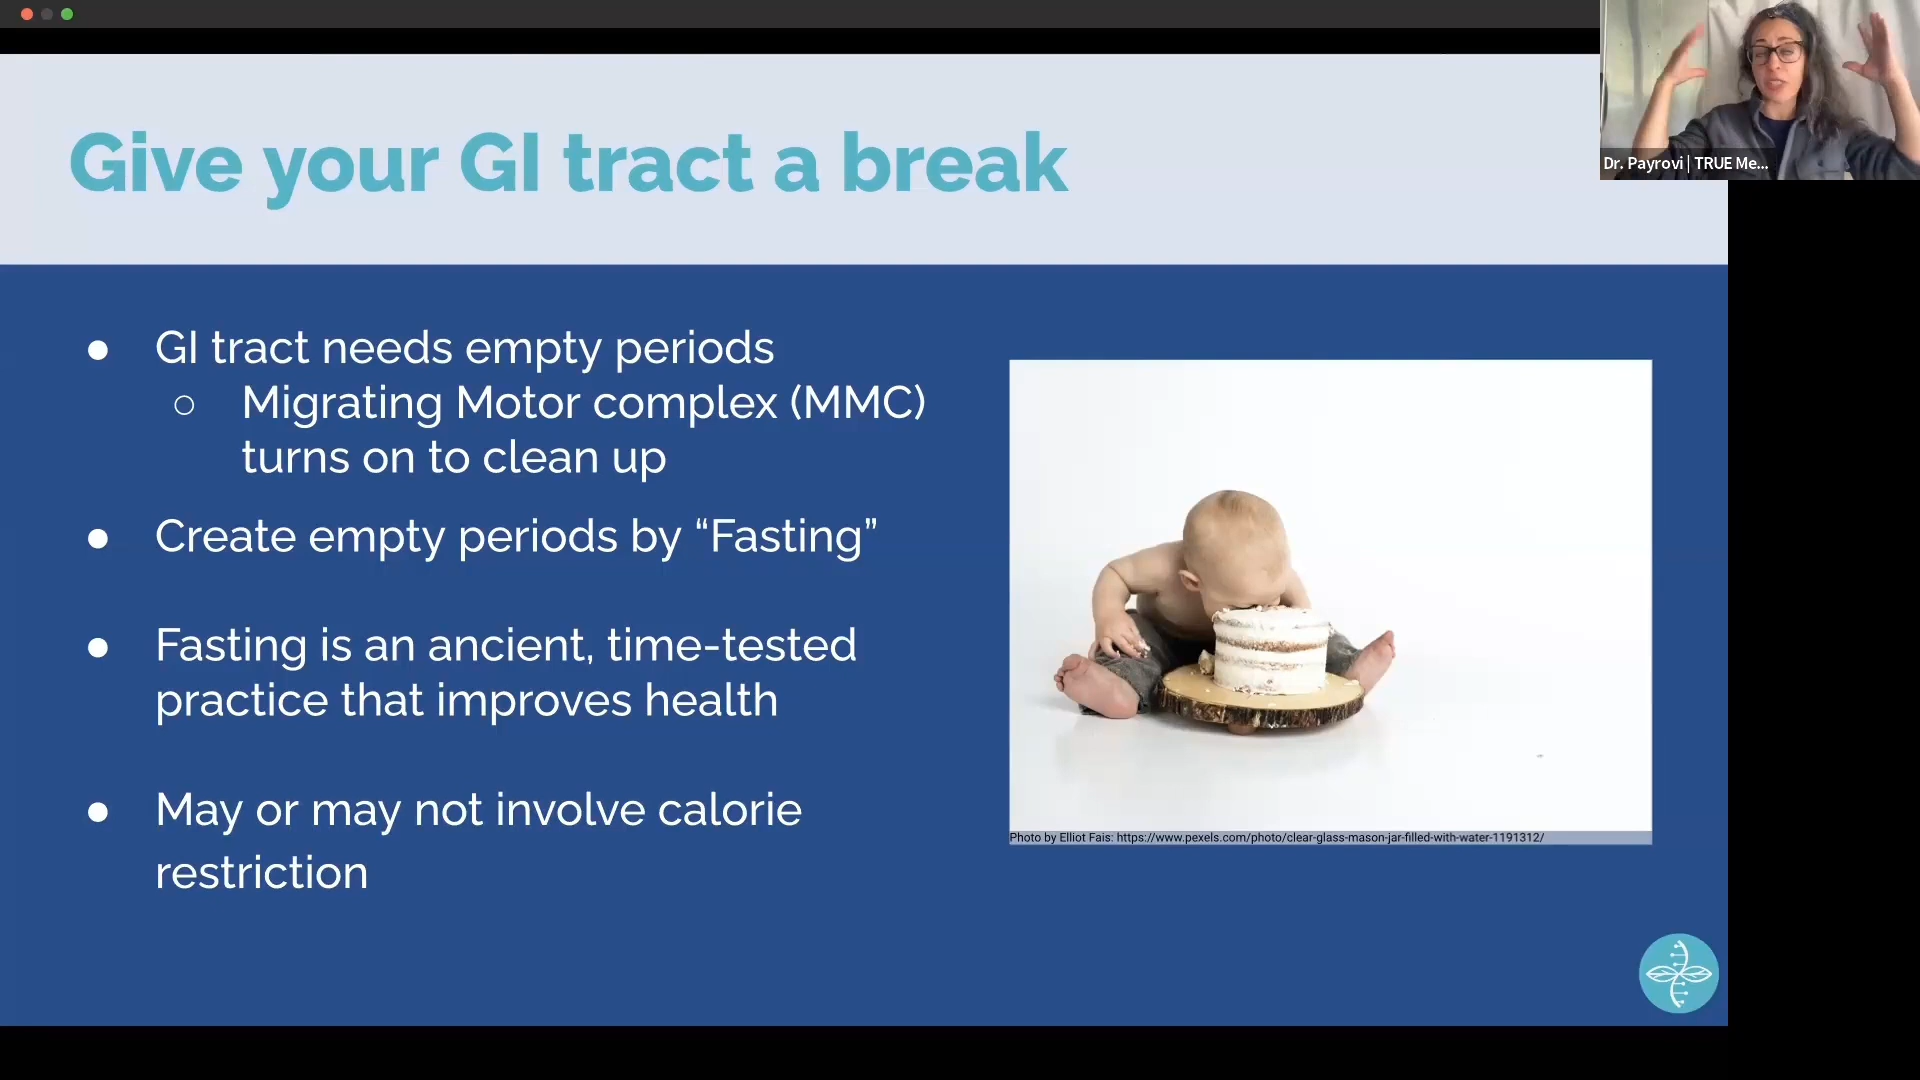 Give your GI tract a break
Dr. Payrovi | TRUE Me...
● GI tract needs empty periods
○ Migrating Motor complex (MMC)
turns on to clean up
● Create empty periods by “Fasting”
● Fasting is an ancient, time-tested
practice that improves health
● May or may not involve calorie
restriction
Photo by Elliot Fais: https://www.pexels.com/photo/clear-glass-mason-jar-filled-with-water-1191312/